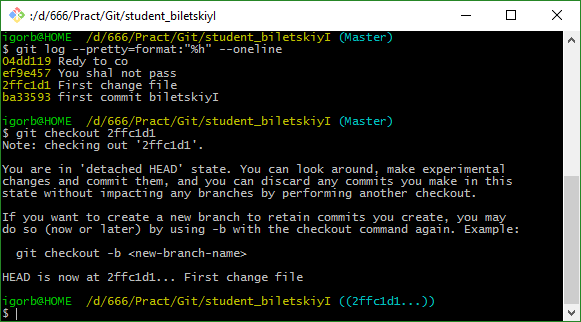 :/d/666/Pract/Git/student_biletskiyI
igorb@HOME /d/666/Pract/Git/student_biletskiyI (Master)
$ git log --pretty=format:"%h" --oneline
04dd119 Redy to co
ef9e457 You shal not pass
2ffc1d1 First change file
ba33593 first commit biletskiyI
igorb@HOME /d/666/Pract/Git/student_biletskiyI (Master)
$ git checkout 2ffc1d1
Note: checking out '2ffc1d1'.
You are in 'detached HEAD' state. You can look around, make experimental
changes and commit them, and you can discard any commits you make in this
state without impacting any branches by performing another checkout.
If you want to create a new branch to retain commits you create, you may
do so (now or later) by using -b with the checkout command again. Example:
git checkout -b <new-branch-name>
HEAD is now at 2ffc1d1... First change file
igorb@HOME /d/666/Pract/Git/student_biletskiyI ((2ffc1d1...))
$